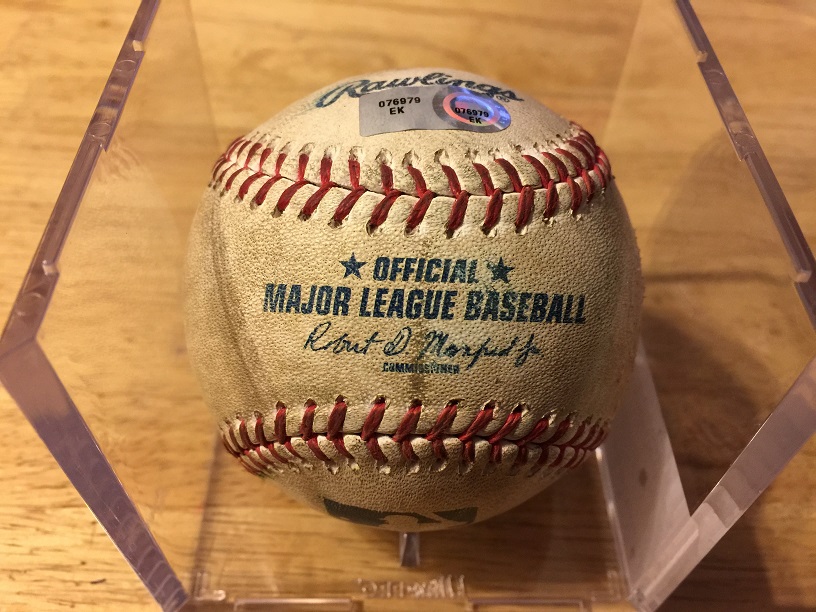 Rawlings®
076979
EK
076979
EK
OFFICIAL
MAJOR LEAGUE BASEBALL
Robert D Manfred Jr
COMMISSIONER